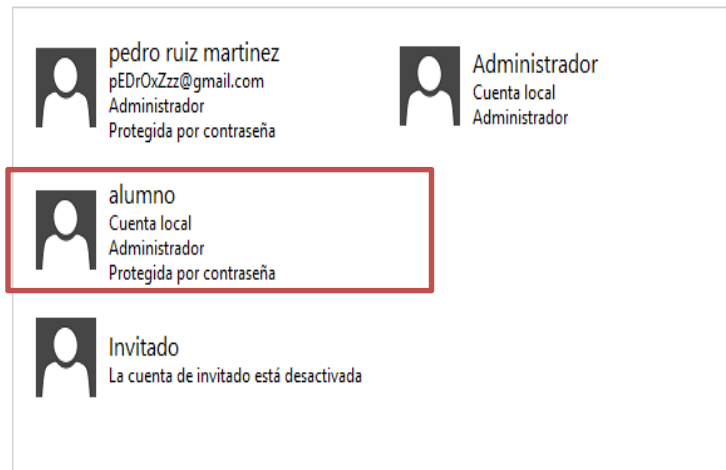 pedro ruiz martinez
pEDrOxZzz@gmail.com
Administrador
Protegida por contraseña
Administrador
Cuenta local
Administrador
alumno
Cuenta local
Administrador
Protegida por contraseña
Invitado
La cuenta de invitado está desactivada